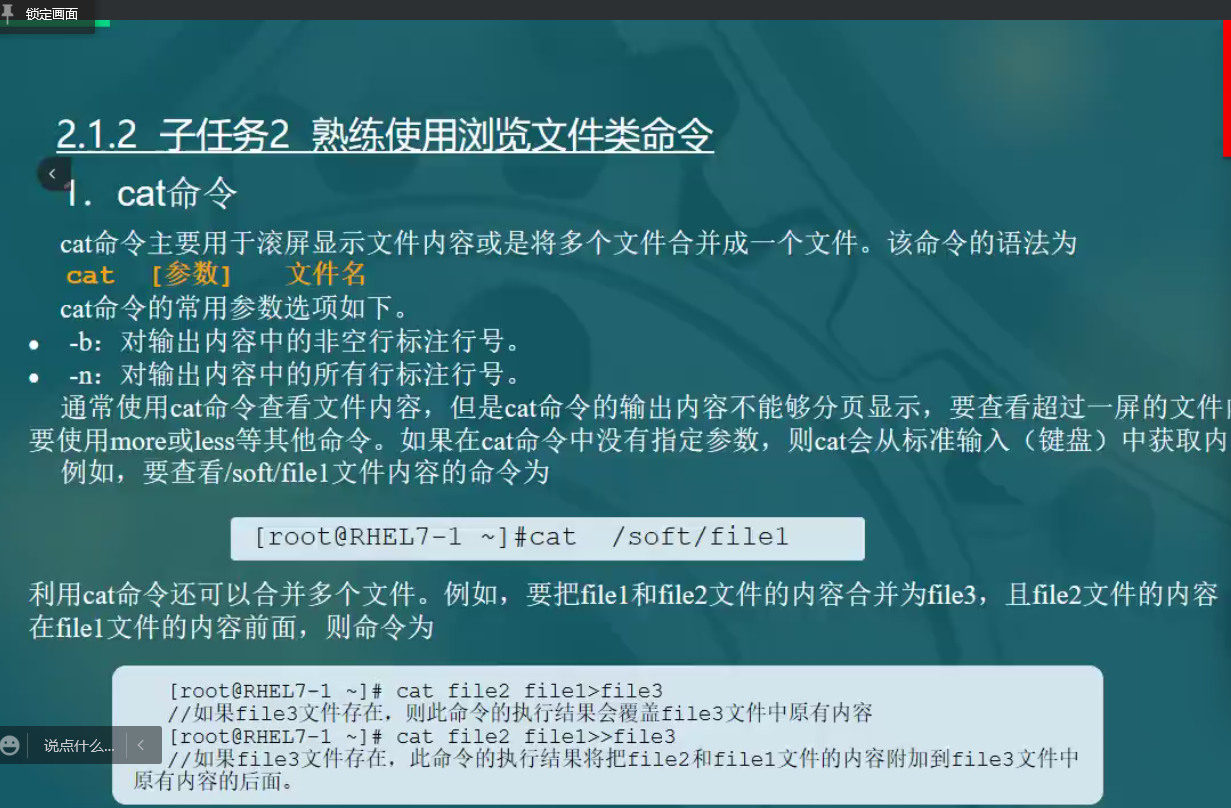 锁定画面
2.1.2 子任务2 熟练使用浏览文件类命令
1. cat命令
cat命令主要用于滚屏显示文件内容或是将多个文件合并成一个文件。该命令的语法为
cat [参数] 文件名
cat命令的常用参数选项如下。
• -b：对输出内容中的非空行标注行号。
• -n：对输出内容中的所有行标注行号。
通常使用cat命令查看文件内容，但是cat命令的输出内容不能够分页显示，要查看超过一屏的文件
要使用more或less等其他命令。如果在cat命令中没有指定参数，则cat会从标准输入（键盘）中获取内
例如，要查看/soft/file1文件内容的命令为
[root@RHEL7-1 ~]#cat /soft/file1
利用cat命令还可以合并多个文件。例如，要把file1和file2文件的内容合并为file3，且file2文件的内容
在file1文件的内容前面，则命令为
[root@RHEL7-1 ~]# cat file2 file1>file3
//如果file3文件存在，则此命令的执行结果会覆盖file3文件中原有内容
[root@RHEL7-1 ~]# cat file2 file1>>file3
//如果file3文件存在，此命令的执行结果将把file2和file1文件的内容附加到file3文件中
原有内容的后面。
说点什么...